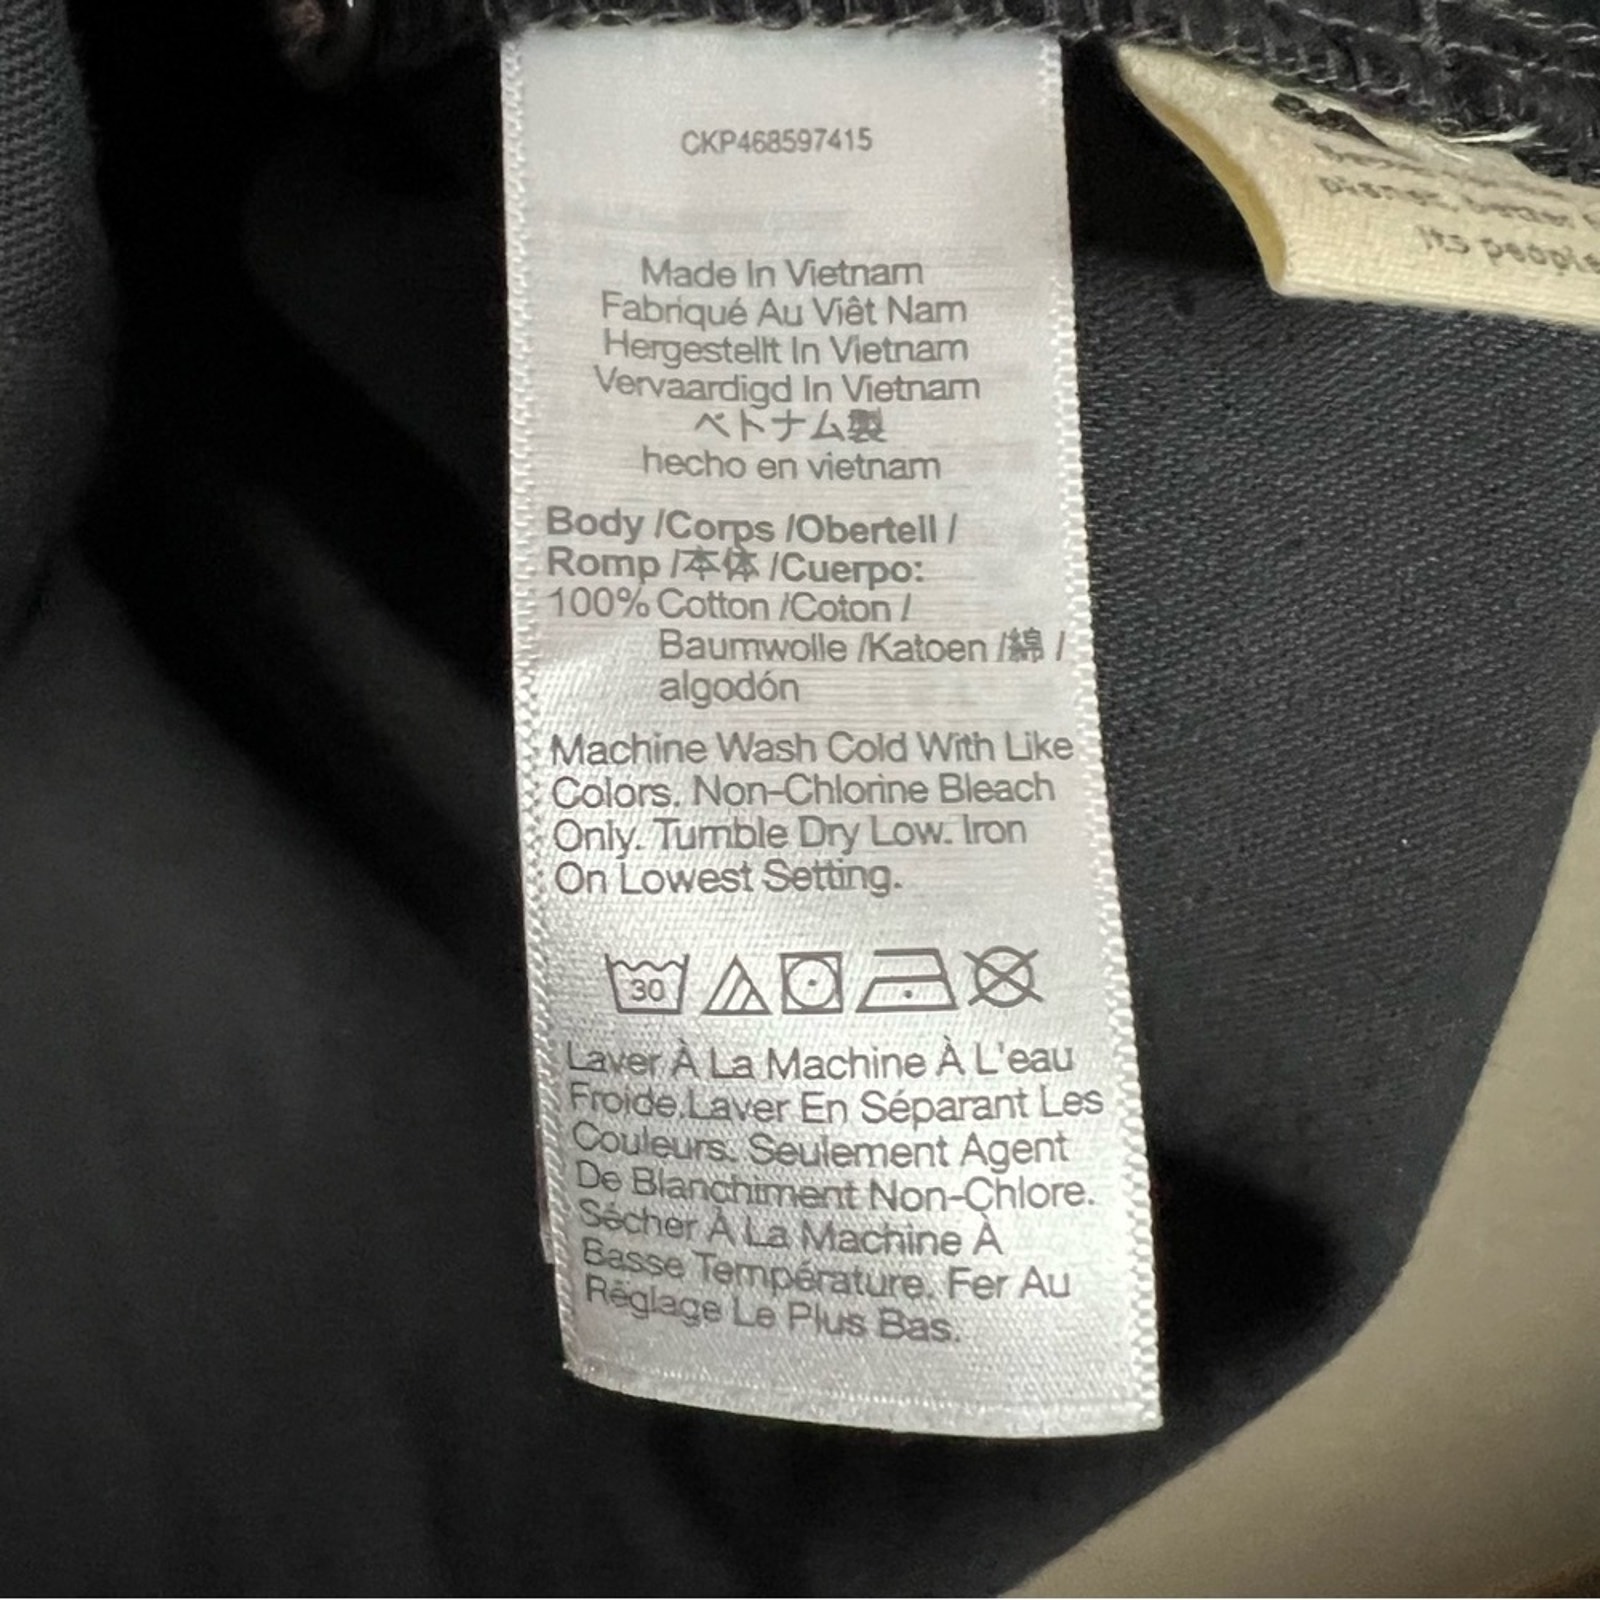 CKP468597415
Made In Vietnam
Fabriqué Au Viêt Nam
Hergestellt In Vietnam
Vervaardigd In Vietnam
ベトナム製
hecho en vietnam
Body /Corps /Obertell /
Romp /本体 /Cuerpo:
100% Cotton /Coton /
Baumwolle /Katoen /綿 /
algodón
Machine Wash Cold With Like
Colors. Non-Chlorine Bleach
Only. Tumble Dry Low. Iron
On Lowest Setting.
30
Laver À La Machine À L'eau
Froide.Laver En Séparant Les
Couleurs. Seulement Agent
De Blanchiment Non-Chlore.
Sécher À La Machine À
Basse Température. Fer Au
Réglage Le Plus Bas.
better
its people